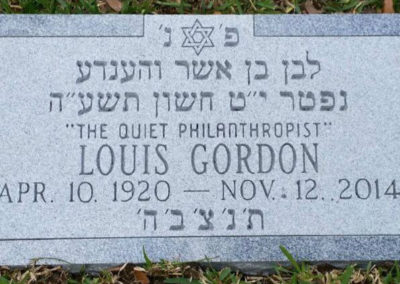 פ' נ'
לבן בן אשר והענדע
נפטר י"ט חשון תשע"ה
"THE QUIET PHILANTHROPIST"
LOUIS GORDON
APR. 10. 1920 — NOV. 12. 2014
ת'נ'צ'ב'ה'